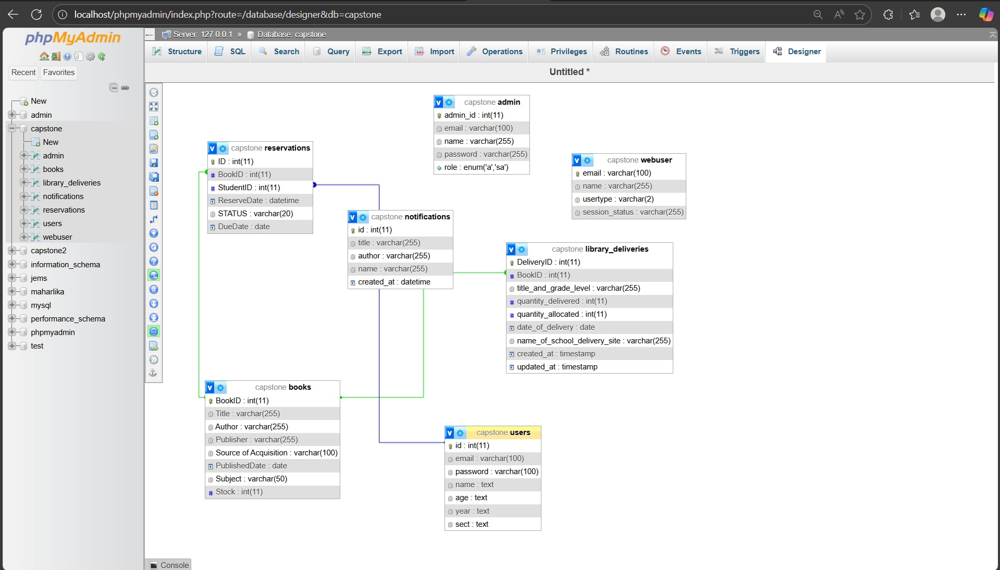 localhost/phpmyadmin/index.php?route=/database/designer&db=capstone
phpMyAdmin
Recent
Favorites
New
admin
capstone
New
admin
books
library_deliveries
notifications
reservations
users
webuser
capstone2
information_schema
jems
maharlika
mysql
performance_schema
phpmyadmin
test
Server: 127.0.0.1 » Database: capstone
Structure
SQL
Search
Query
Export
Import
Operations
Privileges
Routines
Events
Triggers
Designer
Untitled *
v capstone admin
admin_id : int(11)
email : varchar(100)
name : varchar(255)
password : varchar(255)
role : enum('a','sa')
v capstone reservations
ID : int(11)
# BookID : int(11)
# StudentID : int(11)
ReserveDate : datetime
STATUS : varchar(20)
DueDate : date
v capstone webuser
email : varchar(100)
name : varchar(255)
usertype : varchar(2)
session_status : varchar(255)
v capstone notifications
id : int(11)
title : varchar(255)
author : varchar(255)
name : varchar(255)
created_at : datetime
v capstone library_deliveries
DeliveryID : int(11)
# BookID : int(11)
title_and_grade_level : varchar(255)
# quantity_delivered : int(11)
# quantity_allocated : int(11)
date_of_delivery : date
name_of_school_delivery_site : varchar(255)
created_at : timestamp
updated_at : timestamp
v capstone books
BookID : int(11)
Title : varchar(255)
Author : varchar(255)
Publisher : varchar(255)
Source of Acquisition : varchar(100)
PublishedDate : date
Subject : varchar(50)
# Stock : int(11)
v capstone users
id : int(11)
email : varchar(100)
password : varchar(100)
name : text
age : text
year : text
sect : text
Console